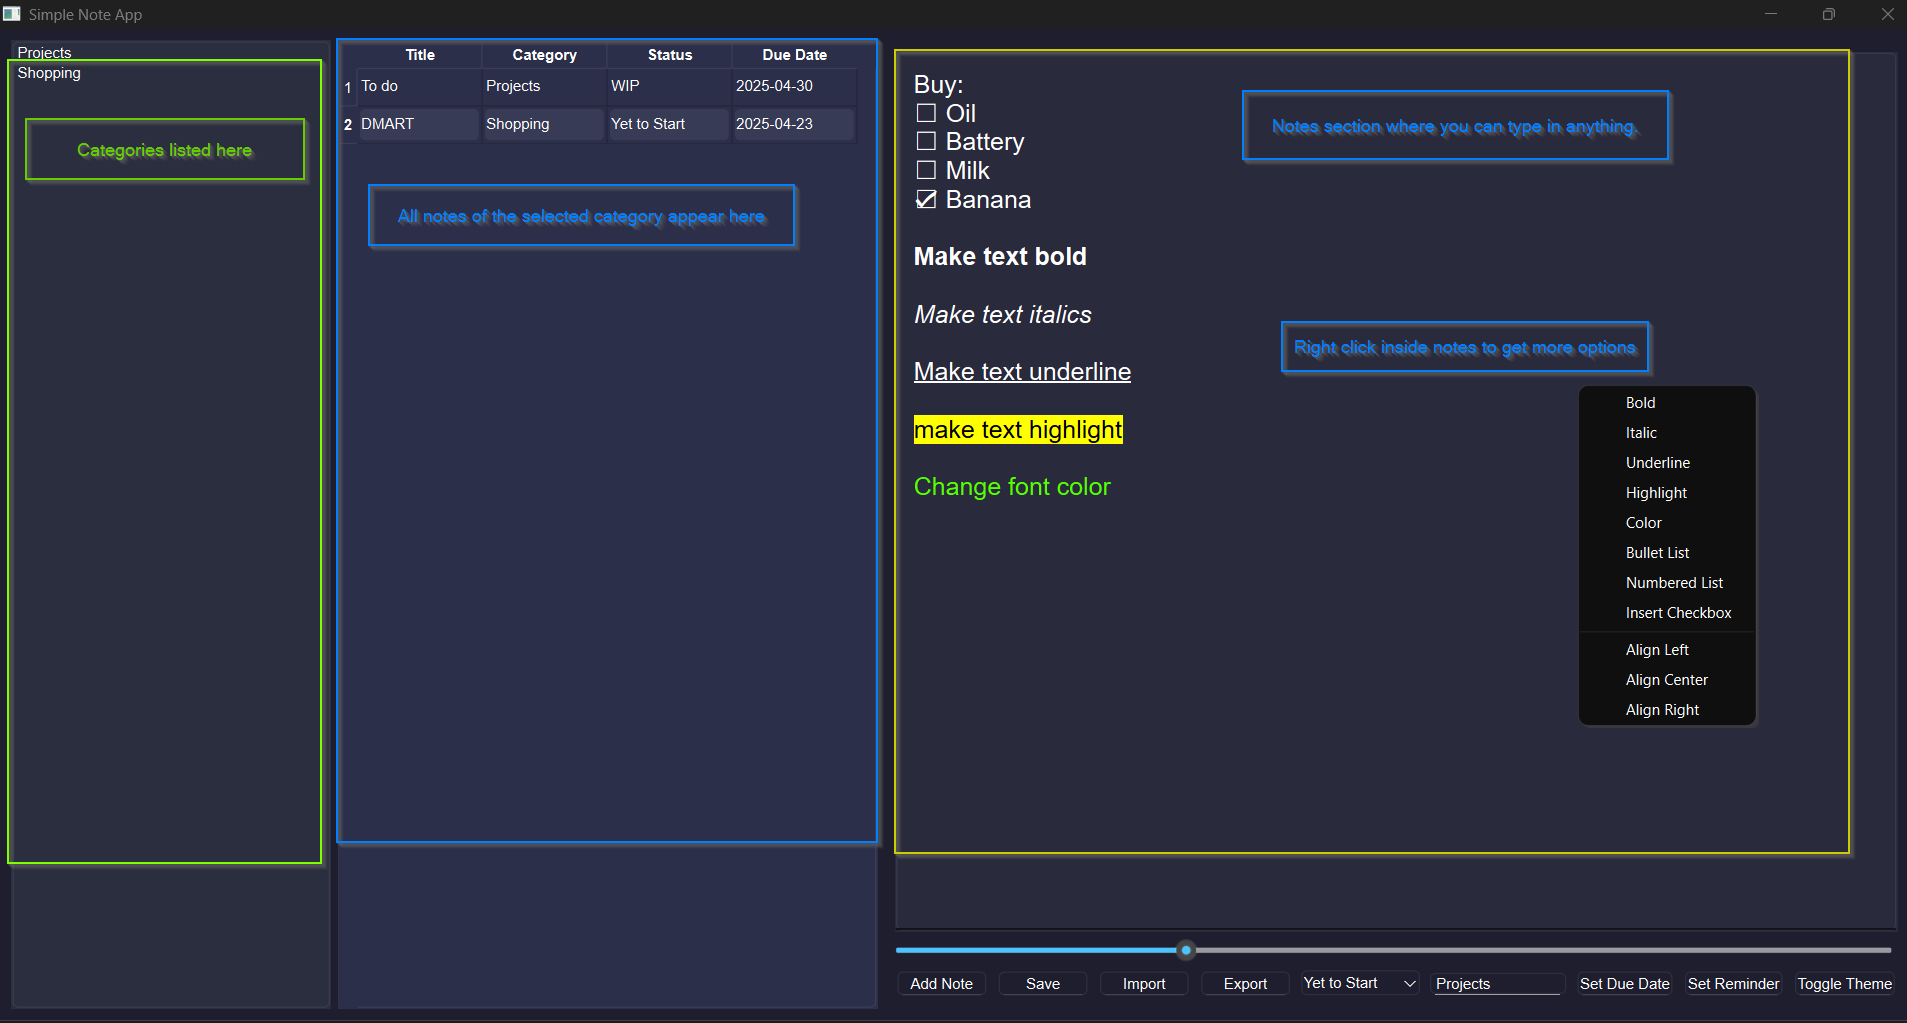 Simple Note App
Projects
Shopping
Categories listed here
Title Category Status Due Date
1 To do Projects WIP 2025-04-30
2 DMART Shopping Yet to Start 2025-04-23
All notes of the selected category appear here
Buy:
☐ Oil
☐ Battery
☐ Milk
☑ Banana
Make text bold
Make text italics
Make text underline
make text highlight
Change font color
Notes section where you can type in anything.
Right click inside notes to get more options
Bold
Italic
Underline
Highlight
Color
Bullet List
Numbered List
Insert Checkbox
Align Left
Align Center
Align Right
Add Note Save Import Export Yet to Start Projects Set Due Date Set Reminder Toggle Theme